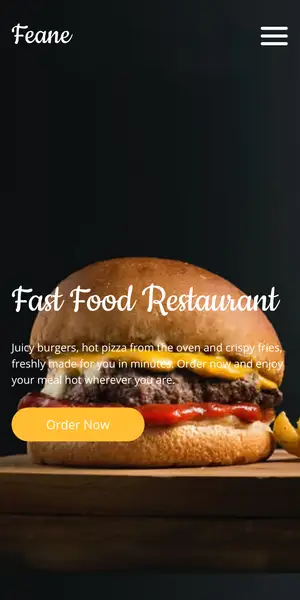 Feane
Fast Food Restaurant
Juicy burgers, hot pizza from the oven and crispy fries,
freshly made for you in minutes. Order now and enjoy
your meal hot wherever you are.
Order Now